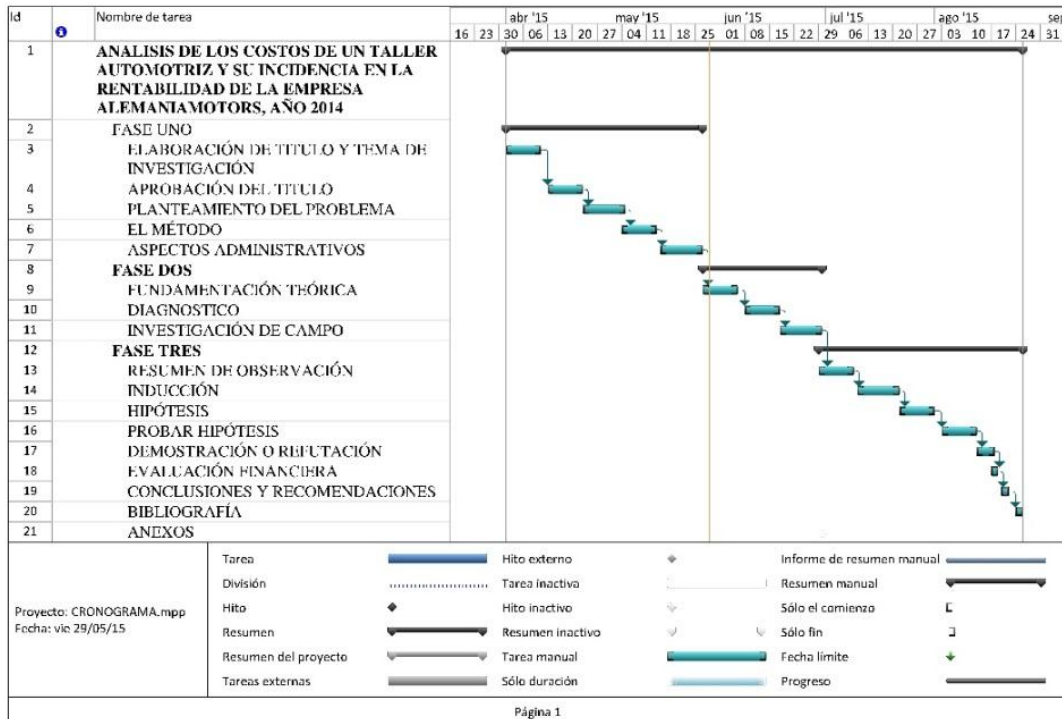 Id Nombre de tarea abr '15 may '15 jun '15 jul '15 ago '15 sep
16 23 30 06 13 20 27 04 11 18 25 01 08 15 22 29 06 13 20 27 03 10 17 24 31
1 ANALISIS DE LOS COSTOS DE UN TALLER
AUTOMOTRIZ Y SU INCIDENCIA EN LA
RENTABILIDAD DE LA EMPRESA
ALEMANIAMOTORS, AÑO 2014
2 FASE UNO
3 ELABORACIÓN DE TITULO Y TEMA DE
INVESTIGACIÓN
4 APROBACIÓN DEL TITULO
5 PLANTEAMIENTO DEL PROBLEMA
6 EL MÉTODO
7 ASPECTOS ADMINISTRATIVOS
8 FASE DOS
9 FUNDAMENTACIÓN TEÓRICA
10 DIAGNOSTICO
11 INVESTIGACIÓN DE CAMPO
12 FASE TRES
13 RESUMEN DE OBSERVACIÓN
14 INDUCCIÓN
15 HIPÓTESIS
16 PROBAR HIPÓTESIS
17 DEMOSTRACIÓN O REFUTACIÓN
18 EVALUACIÓN FINANCIERA
19 CONCLUSIONES Y RECOMENDACIONES
20 BIBLIOGRAFÍA
21 ANEXOS
Proyecto: CRONOGRAMA.mpp
Fecha: vie 29/05/15
Tarea Hito externo Informe de resumen manual
División Tarea inactiva Resumen manual
Hito Hito inactivo Sólo el comienzo
Resumen Resumen inactivo Sólo fin
Resumen del proyecto Tarea manual Fecha límite
Tareas externas Sólo duración Progreso
Página 1